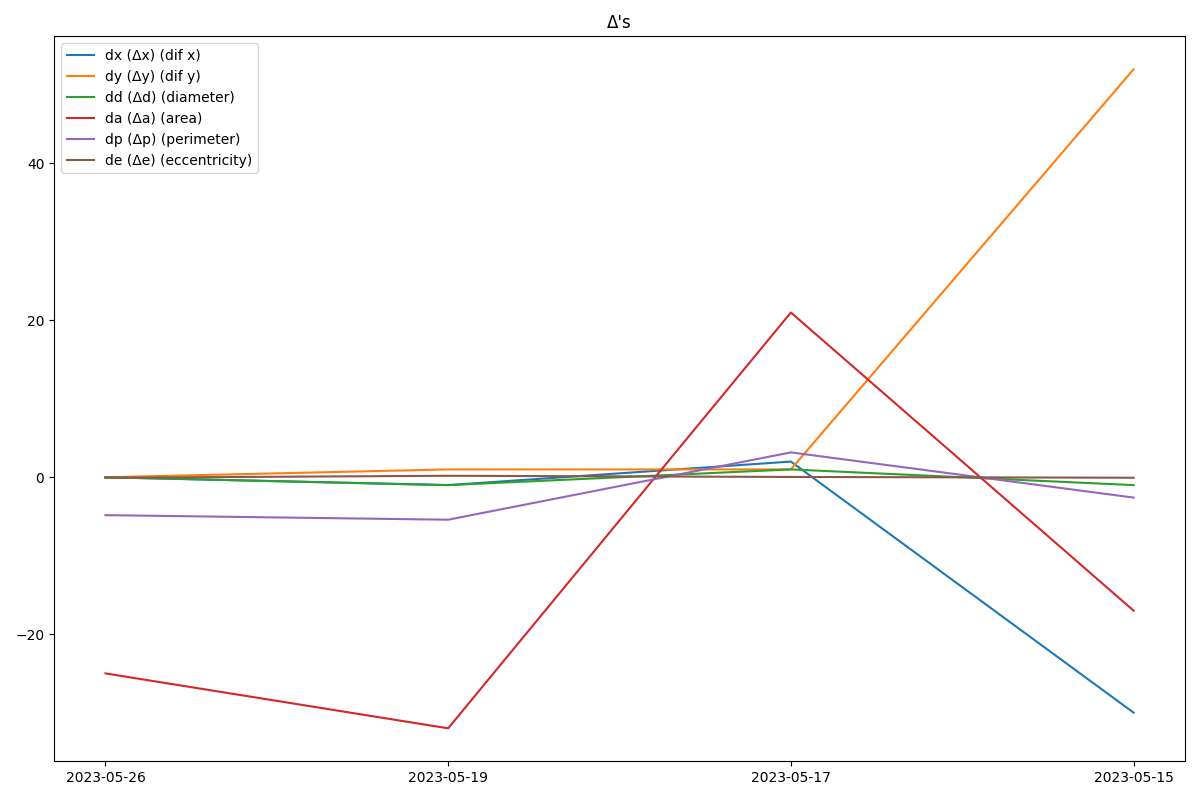 Δ's
dx (Δx) (dif x)
dy (Δy) (dif y)
dd (Δd) (diameter)
da (Δa) (area)
dp (Δp) (perimeter)
de (Δe) (eccentricity)
40
20
0
−20
2023-05-26
2023-05-19
2023-05-17
2023-05-15